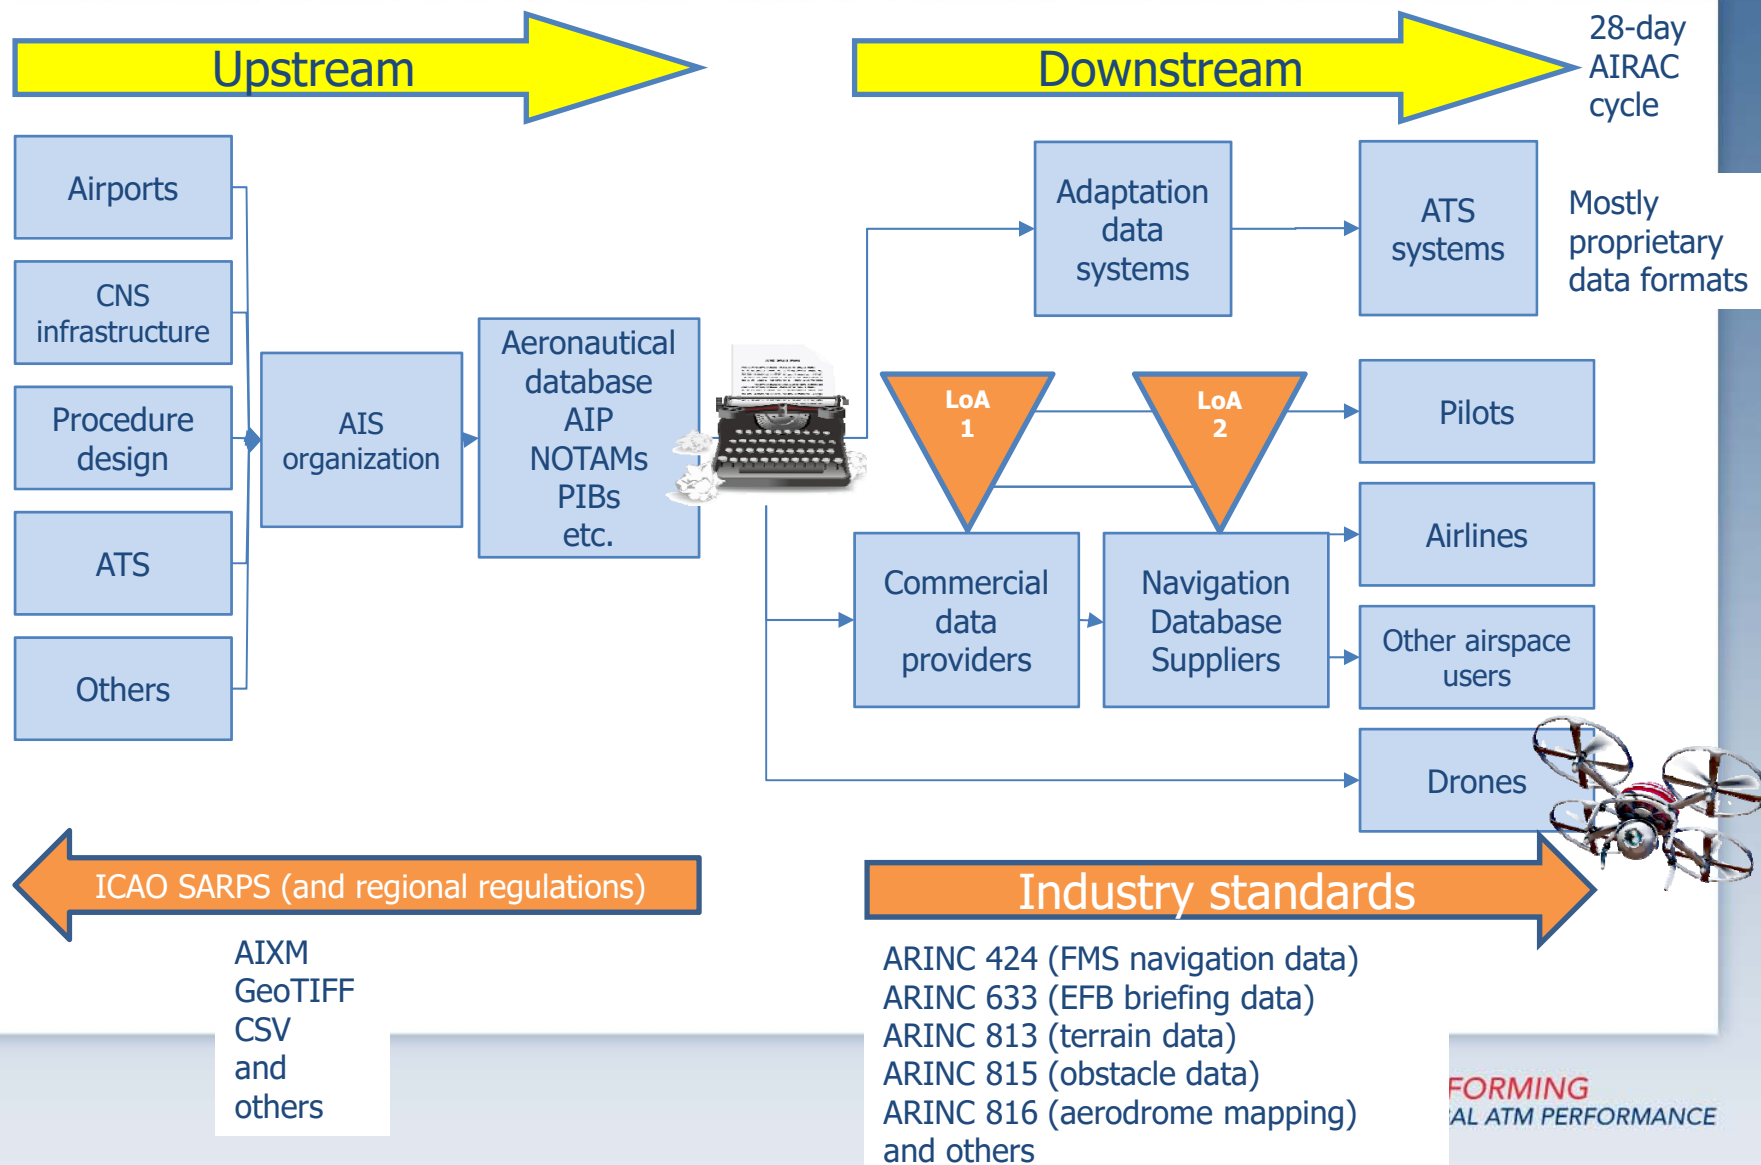 Upstream
Downstream
28-day
AIRAC
cycle
Airports
CNS
infrastructure
Procedure
design
ATS
Others
AIS
organization
Aeronautical
database
AIP
NOTAMs
PIBs
etc.
Adaptation
data
systems
ATS
systems
Mostly
proprietary
data formats
LoA
1
LoA
2
Commercial
data
providers
Navigation
Database
Suppliers
Pilots
Airlines
Other airspace
users
Drones
ICAO SARPS (and regional regulations)
Industry standards
AIXM
GeoTIFF
CSV
and
others
ARINC 424 (FMS navigation data)
ARINC 633 (EFB briefing data)
ARINC 813 (terrain data)
ARINC 815 (obstacle data)
ARINC 816 (aerodrome mapping)
and others
FORMING
AL ATM PERFORMANCE